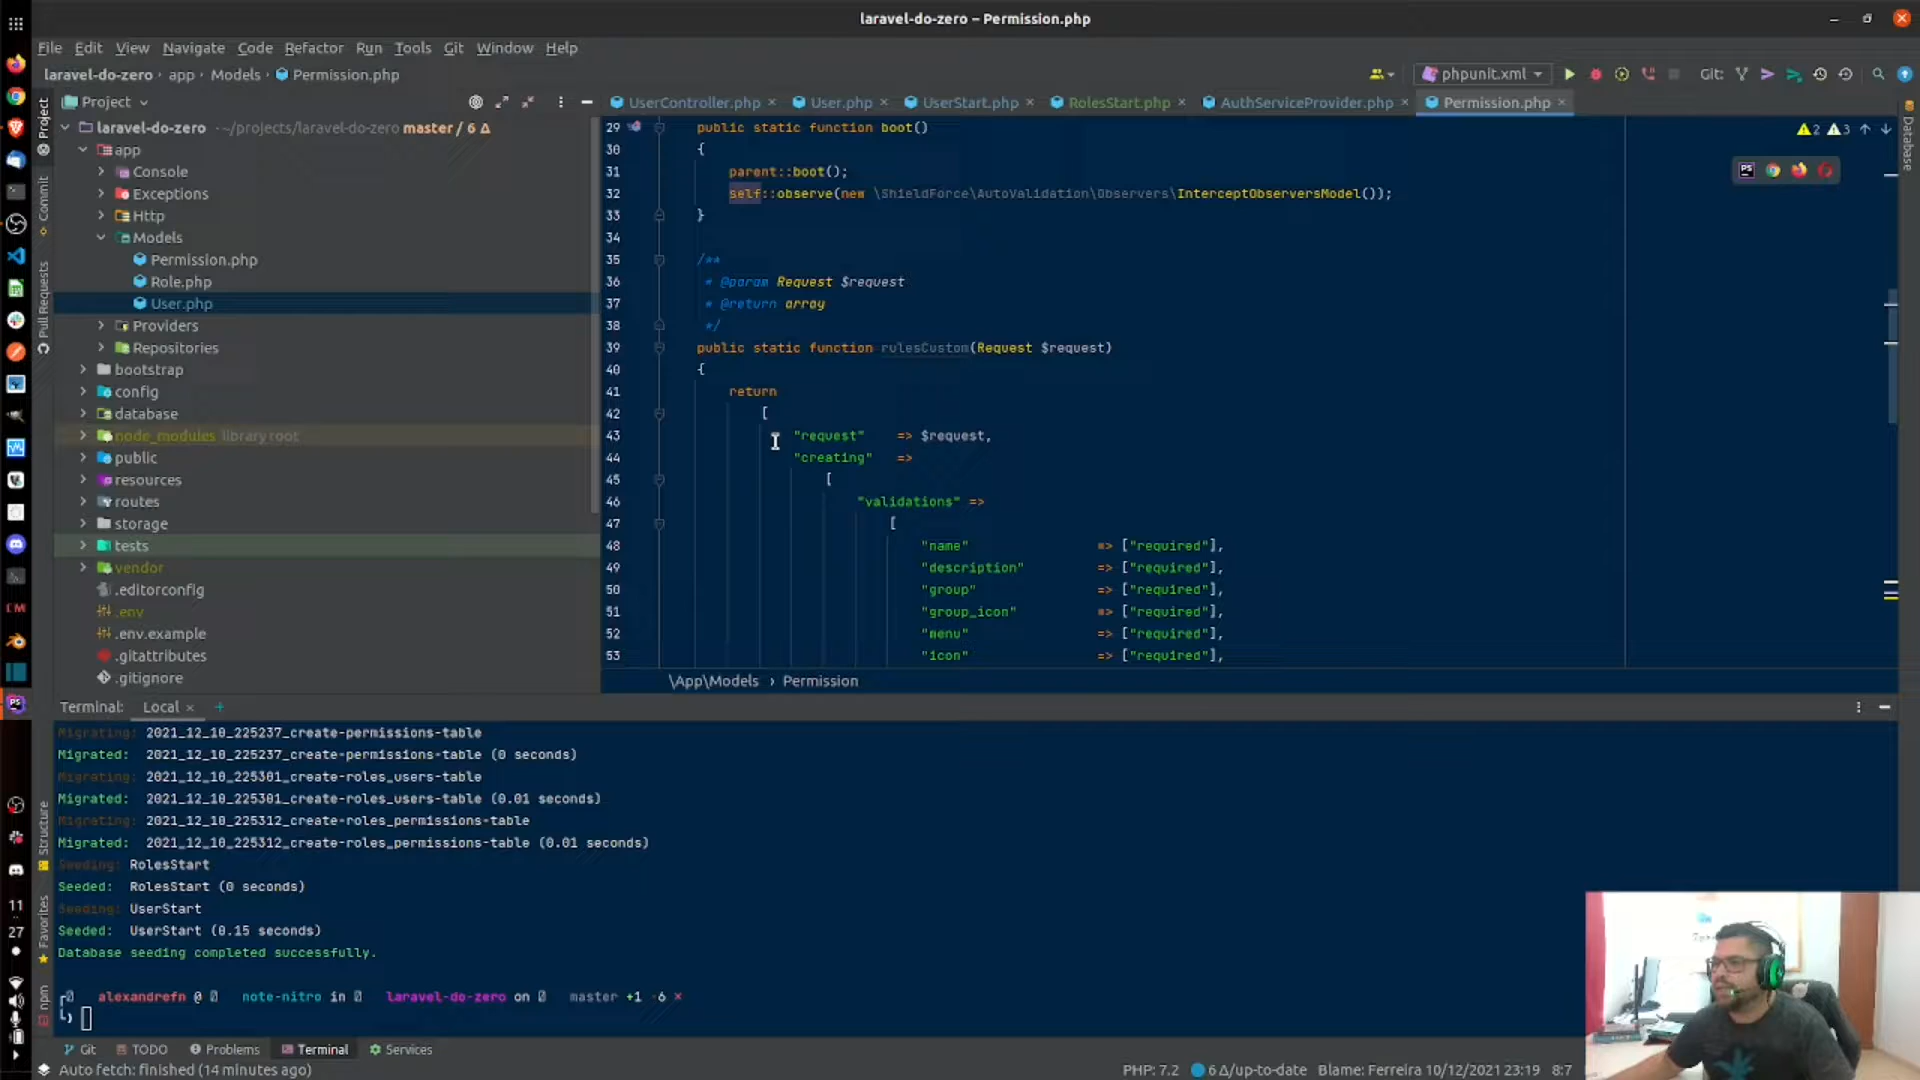 laravel-do-zero – Permission.php
File Edit View Navigate Code Refactor Run Tools Git Window Help
laravel-do-zero › app › Models › Permission.php
phpunit.xml
Git:
Project
UserController.php
User.php
UserStart.php
RolesStart.php
AuthServiceProvider.php
Permission.php
laravel-do-zero ~/projects/laravel-do-zero master / 6 Δ
app
Console
Exceptions
Http
Models
Permission.php
Role.php
User.php
Providers
Repositories
bootstrap
config
database
node_modules library root
public
resources
routes
storage
tests
vendor
.editorconfig
.env
.env.example
.gitattributes
.gitignore
Project
Commit
Pull Requests
Structure
Favorites
npm
Database
2 3
29 public static function boot()
30 {
31 parent::boot();
32 self::observe(new \ShieldForce\AutoValidation\Observers\InterceptObserversModel());
33 }
34
35 /**
36 * @param Request $request
37 * @return array
38 */
39 public static function rulesCustom(Request $request)
40 {
41 return
42 [
43 "request" => $request,
44 "creating" =>
45 [
46 "validations" =>
47 [
48 "name" => ["required"],
49 "description" => ["required"],
50 "group" => ["required"],
51 "group_icon" => ["required"],
52 "menu" => ["required"],
53 "icon" => ["required"],
\App\Models › Permission
Terminal: Local × +
Migrating: 2021_12_10_225237_create-permissions-table
Migrated: 2021_12_10_225237_create-permissions-table (0 seconds)
Migrating: 2021_12_10_225301_create-roles_users-table
Migrated: 2021_12_10_225301_create-roles_users-table (0.01 seconds)
Migrating: 2021_12_10_225312_create-roles_permissions-table
Migrated: 2021_12_10_225312_create-roles_permissions-table (0.01 seconds)
Seeding: RolesStart
Seeded: RolesStart (0 seconds)
Seeding: UserStart
Seeded: UserStart (0.15 seconds)
Database seeding completed successfully.
alexandrefn @ note-nitro in laravel-do-zero on master +1 -6 ×
11
27
Git TODO Problems Terminal Services
Auto fetch: finished (14 minutes ago)
PHP: 7.2 6 Δ/up-to-date Blame: Ferreira 10/12/2021 23:19 8:7